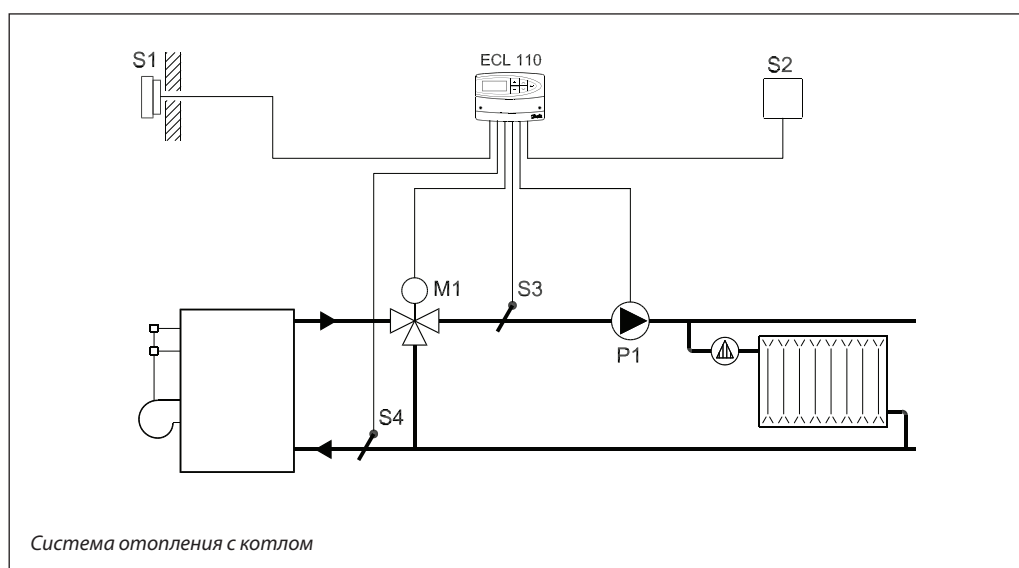 S1
ECL 110
S2
M1
S3
P1
S4
Система отопления с котлом